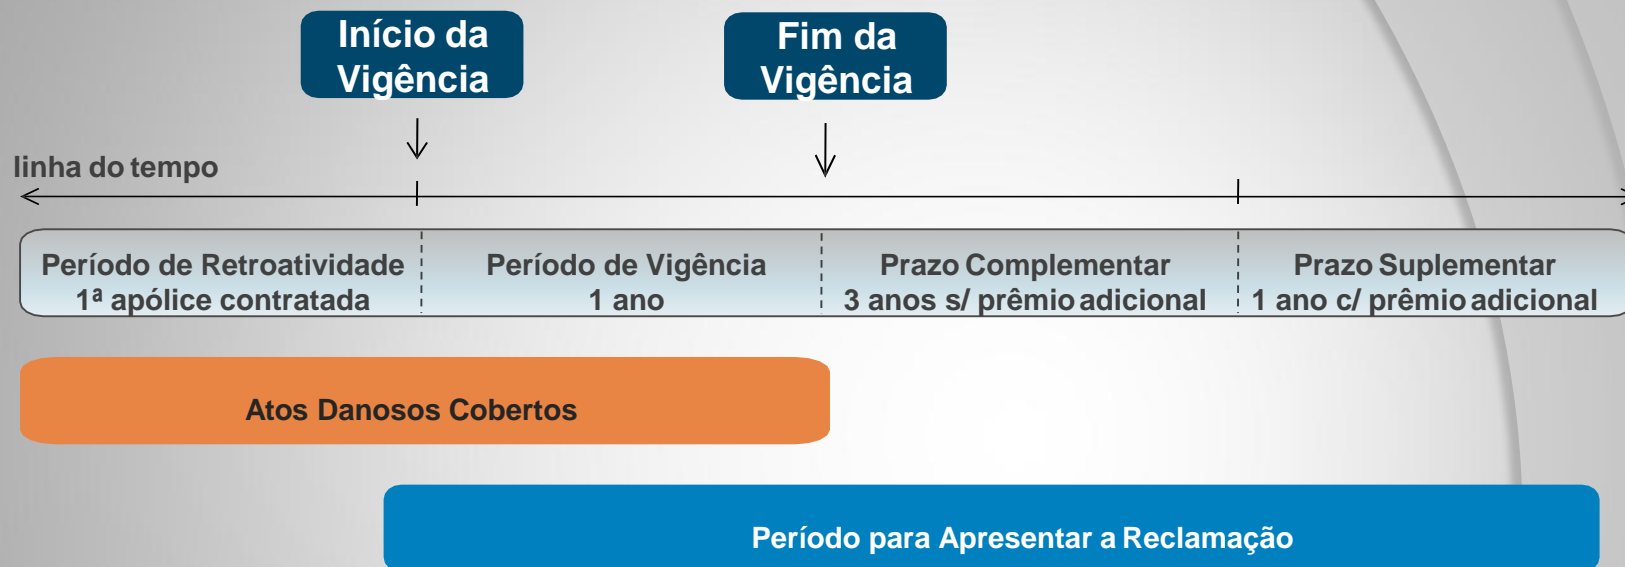 Início da
Vigência
Fim da
Vigência
linha do tempo
Período de Retroatividade
1ª apólice contratada
Período de Vigência
1 ano
Prazo Complementar
3 anos s/ prêmio adicional
Prazo Suplementar
1 ano c/ prêmio adicional
Atos Danosos Cobertos
Período para Apresentar a Reclamação